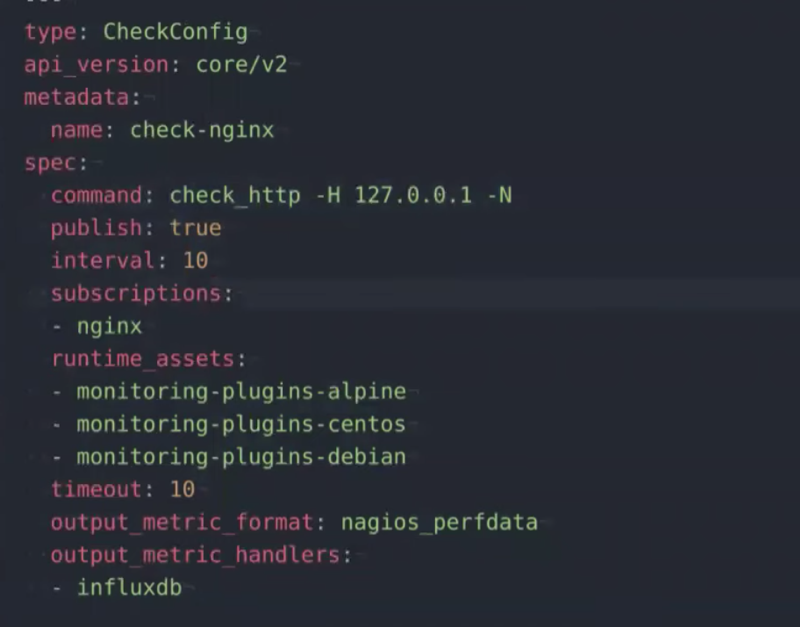 ---
type: CheckConfig
api_version: core/v2
metadata:
  name: check-nginx
spec:
  command: check_http -H 127.0.0.1 -N
  publish: true
  interval: 10
  subscriptions:
  - nginx
  runtime_assets:
  - monitoring-plugins-alpine
  - monitoring-plugins-centos
  - monitoring-plugins-debian
  timeout: 10
  output_metric_format: nagios_perfdata
  output_metric_handlers:
  - influxdb